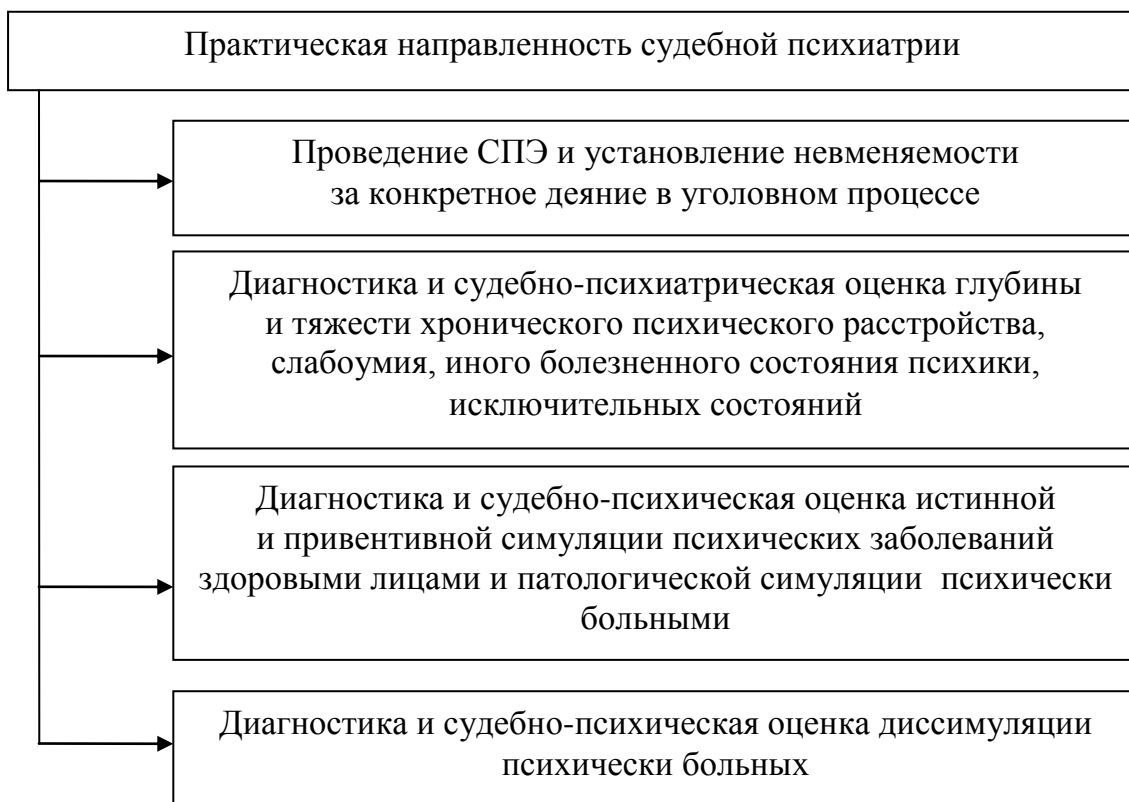 Практическая направленность судебной психиатрии
Проведение СПЭ и установление невменяемости
за конкретное деяние в уголовном процессе
Диагностика и судебно-психиатрическая оценка глубины
и тяжести хронического психического расстройства,
слабоумия, иного болезненного состояния психики,
исключительных состояний
Диагностика и судебно-психическая оценка истинной
и привентивной симуляции психических заболеваний
здоровыми лицами и патологической симуляции психически
больными
Диагностика и судебно-психическая оценка диссимуляции
психически больных